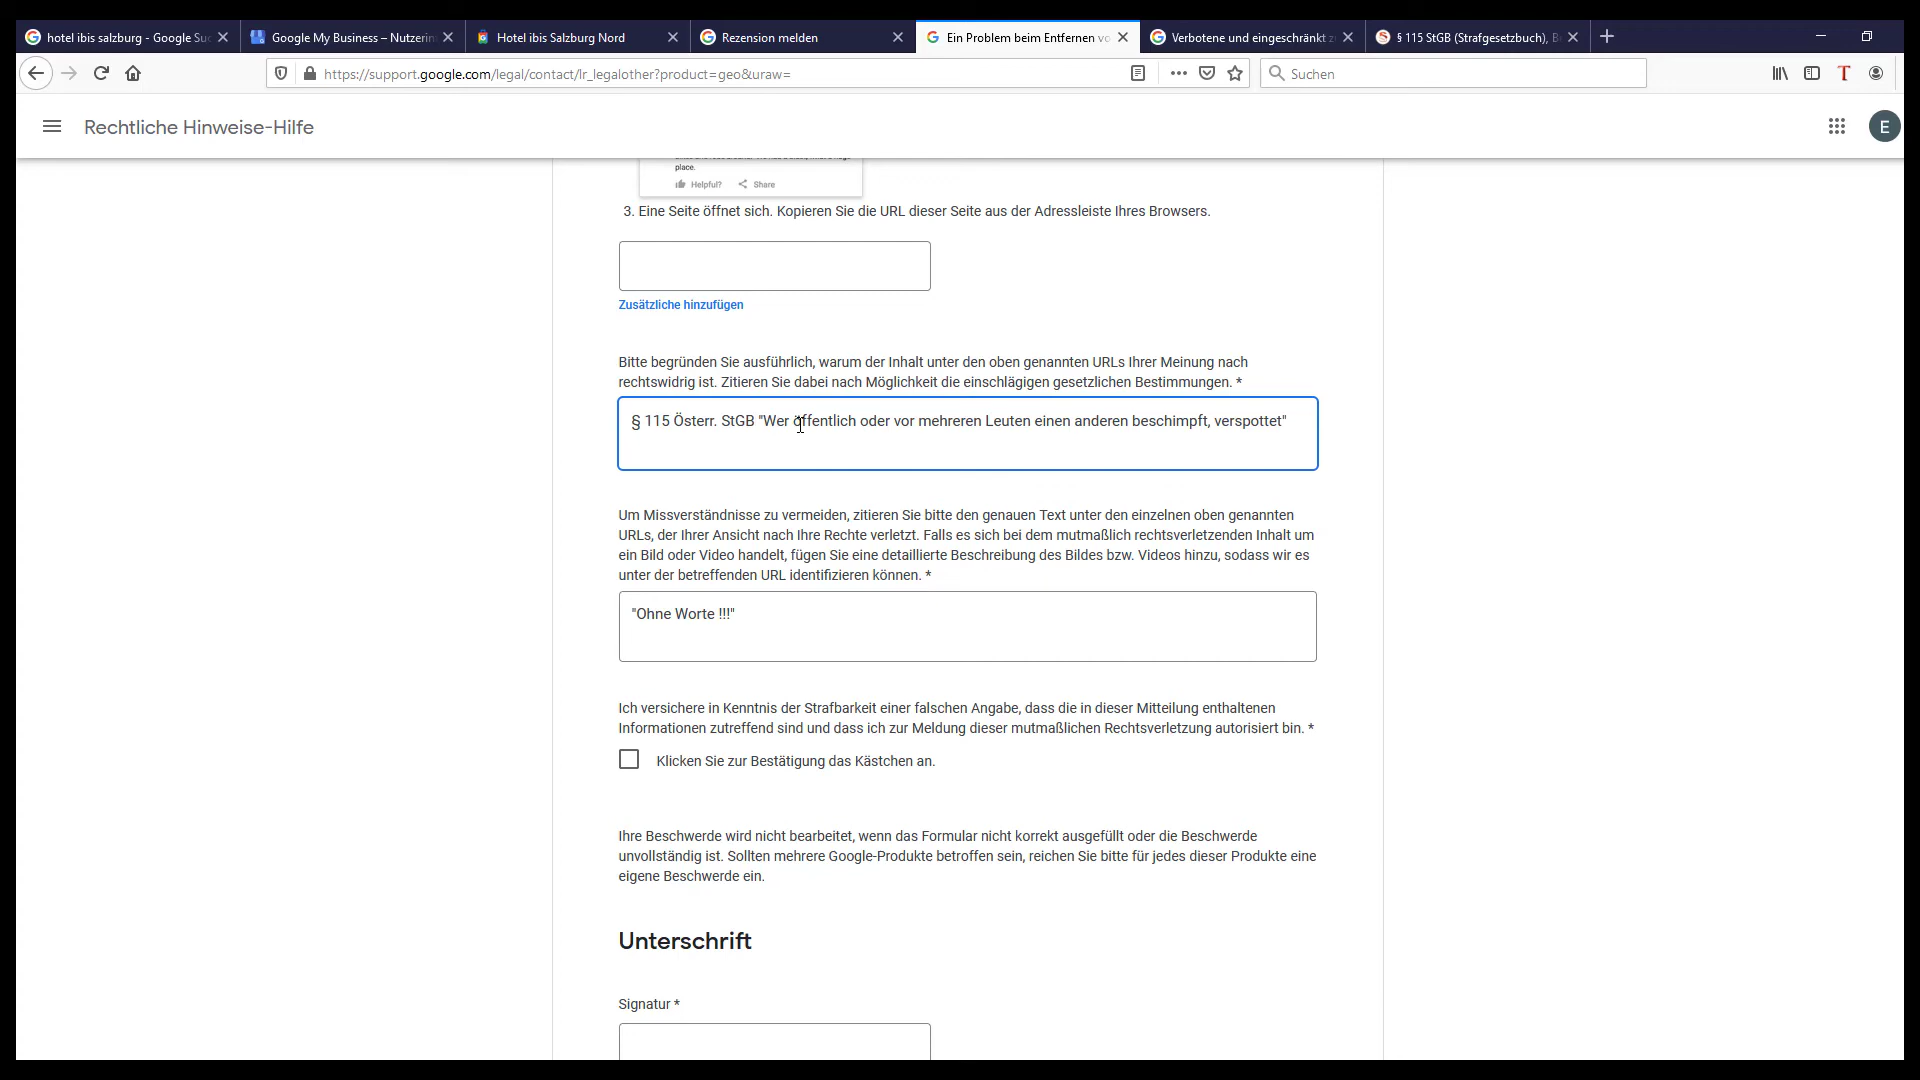 hotel ibis salzburg - Google Su
Google My Business – Nutzerin
Hotel ibis Salzburg Nord
Rezension melden
Ein Problem beim Entfernen vo
Verbotene und eingeschränkt z
§ 115 StGB (Strafgesetzbuch), B
https://support.google.com/legal/contact/lr_legalother?product=geo&uraw=
Suchen
Rechtliche Hinweise-Hilfe
E
place.
Helpful? Share
3. Eine Seite öffnet sich. Kopieren Sie die URL dieser Seite aus der Adressleiste Ihres Browsers.
Zusätzliche hinzufügen
Bitte begründen Sie ausführlich, warum der Inhalt unter den oben genannten URLs Ihrer Meinung nach
rechtswidrig ist. Zitieren Sie dabei nach Möglichkeit die einschlägigen gesetzlichen Bestimmungen. *
§ 115 Österr. StGB "Wer öffentlich oder vor mehreren Leuten einen anderen beschimpft, verspottet"
Um Missverständnisse zu vermeiden, zitieren Sie bitte den genauen Text unter den einzelnen oben genannten
URLs, der Ihrer Ansicht nach Ihre Rechte verletzt. Falls es sich bei dem mutmaßlich rechtsverletzenden Inhalt um
ein Bild oder Video handelt, fügen Sie eine detaillierte Beschreibung des Bildes bzw. Videos hinzu, sodass wir es
unter der betreffenden URL identifizieren können. *
"Ohne Worte !!!"
Ich versichere in Kenntnis der Strafbarkeit einer falschen Angabe, dass die in dieser Mitteilung enthaltenen
Informationen zutreffend sind und dass ich zur Meldung dieser mutmaßlichen Rechtsverletzung autorisiert bin. *
Klicken Sie zur Bestätigung das Kästchen an.
Ihre Beschwerde wird nicht bearbeitet, wenn das Formular nicht korrekt ausgefüllt oder die Beschwerde
unvollständig ist. Sollten mehrere Google-Produkte betroffen sein, reichen Sie bitte für jedes dieser Produkte eine
eigene Beschwerde ein.
Unterschrift
Signatur *